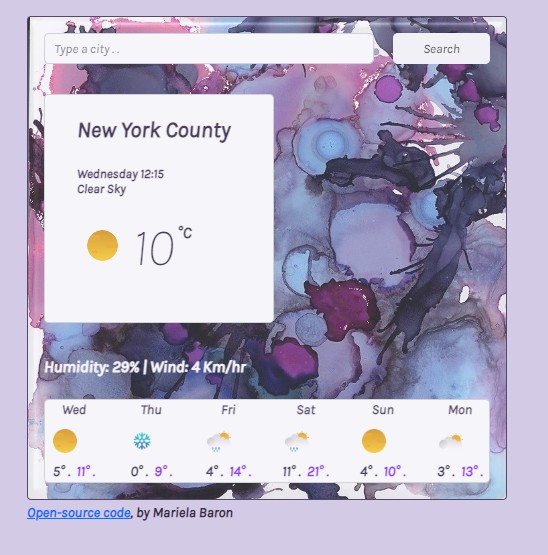 Type a city . .
Search
New York County
Wednesday 12:15
Clear Sky
10°C
Humidity: 29% | Wind: 4 Km/hr
Wed Thu Fri Sat Sun Mon
5°. 11°. 0°. 9°. 4°. 14°. 11°. 21°. 4°. 10°. 3°. 13°.
Open-source code, by Mariela Baron